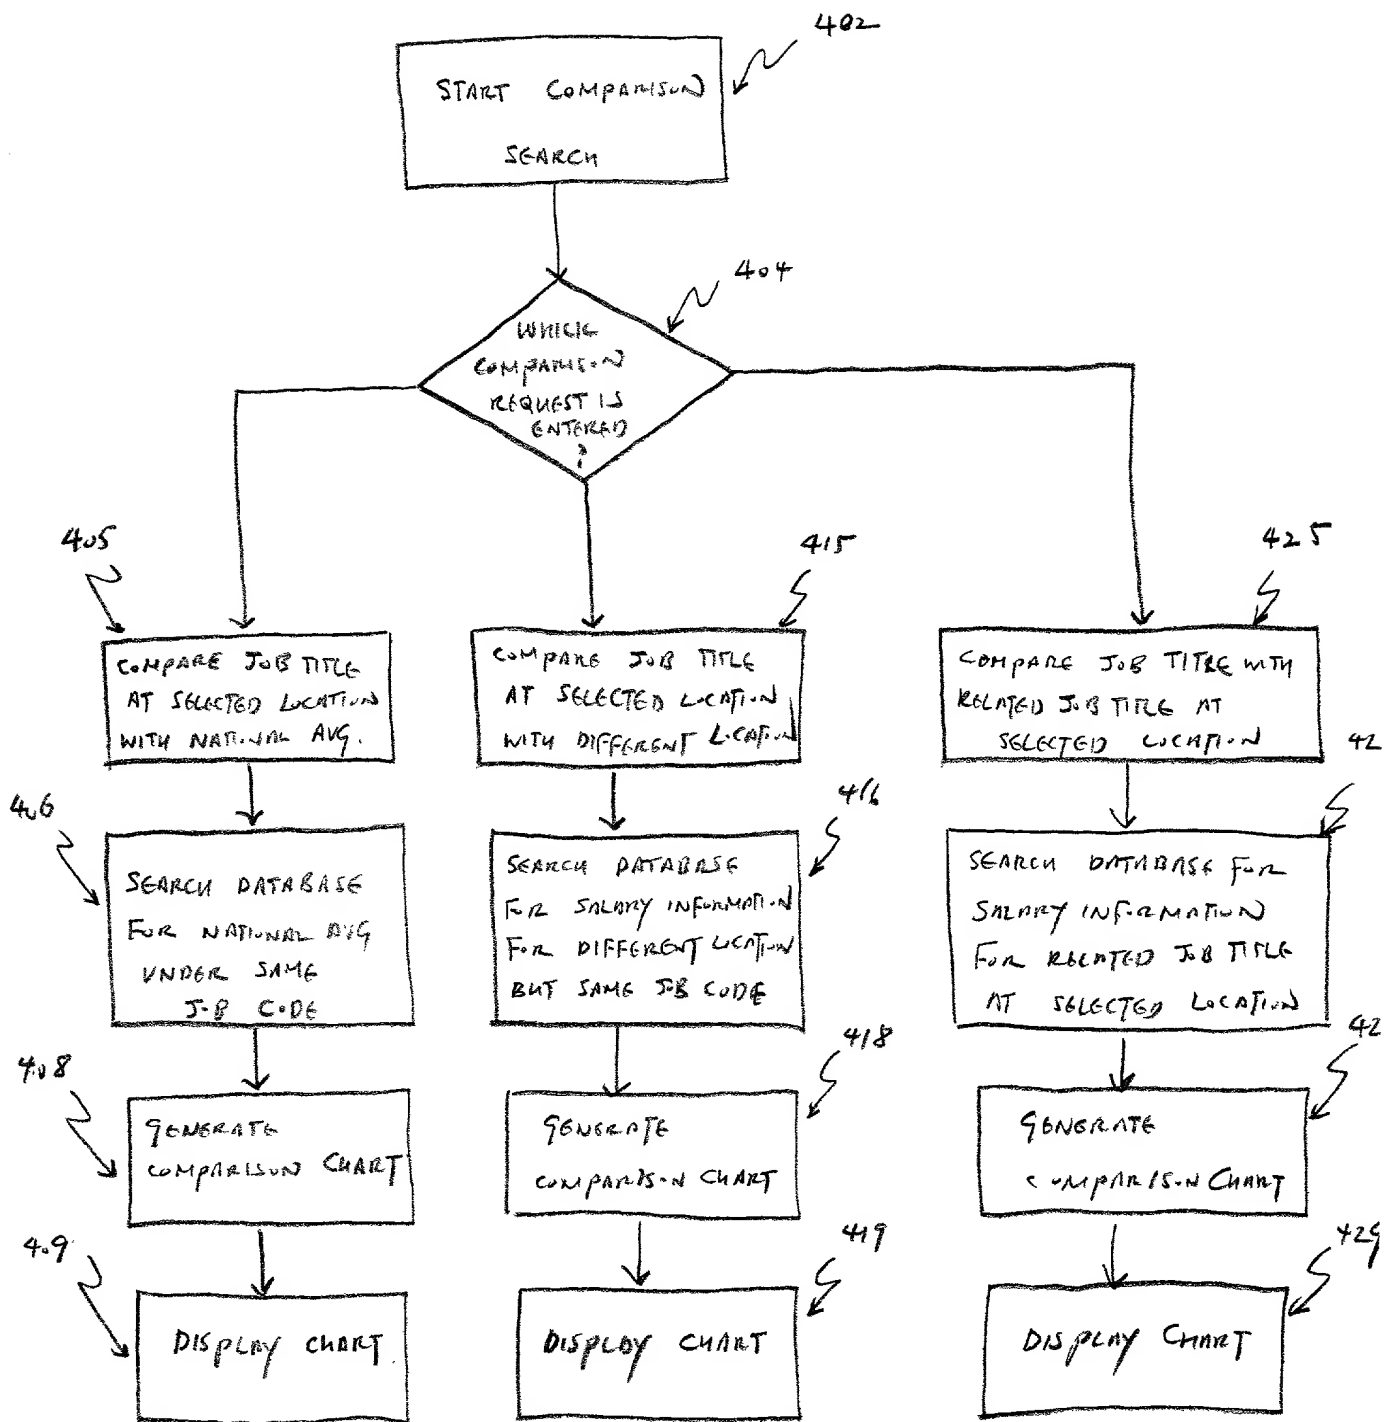 402
START COMPARISON
SEARCH
404
WHICH
COMPARISON
REQUEST IS
ENTERED
?
405
COMPARE JOB TITLE
AT SELECTED LOCATION
WITH NATIONAL AVG.
415
COMPARE JOB TITLE
AT SELECTED LOCATION
WITH DIFFERENT LOCATION
425
COMPARE JOB TITLE WITH
RELATED JOB TITLE AT
SELECTED LOCATION
406
SEARCH DATABASE
FOR NATIONAL AVG
UNDER SAME
JOB CODE
416
SEARCH DATABASE
FOR SALARY INFORMATION
FOR DIFFERENT LOCATION
BUT SAME JOB CODE
42
SEARCH DATABASE FOR
SALARY INFORMATION
FOR RELATED JOB TITLE
AT SELECTED LOCATION
408
GENERATE
COMPARISON CHART
418
GENERATE
COMPARISON CHART
42
GENERATE
COMPARISON CHART
409
DISPLAY CHART
419
DISPLAY CHART
429
DISPLAY CHART